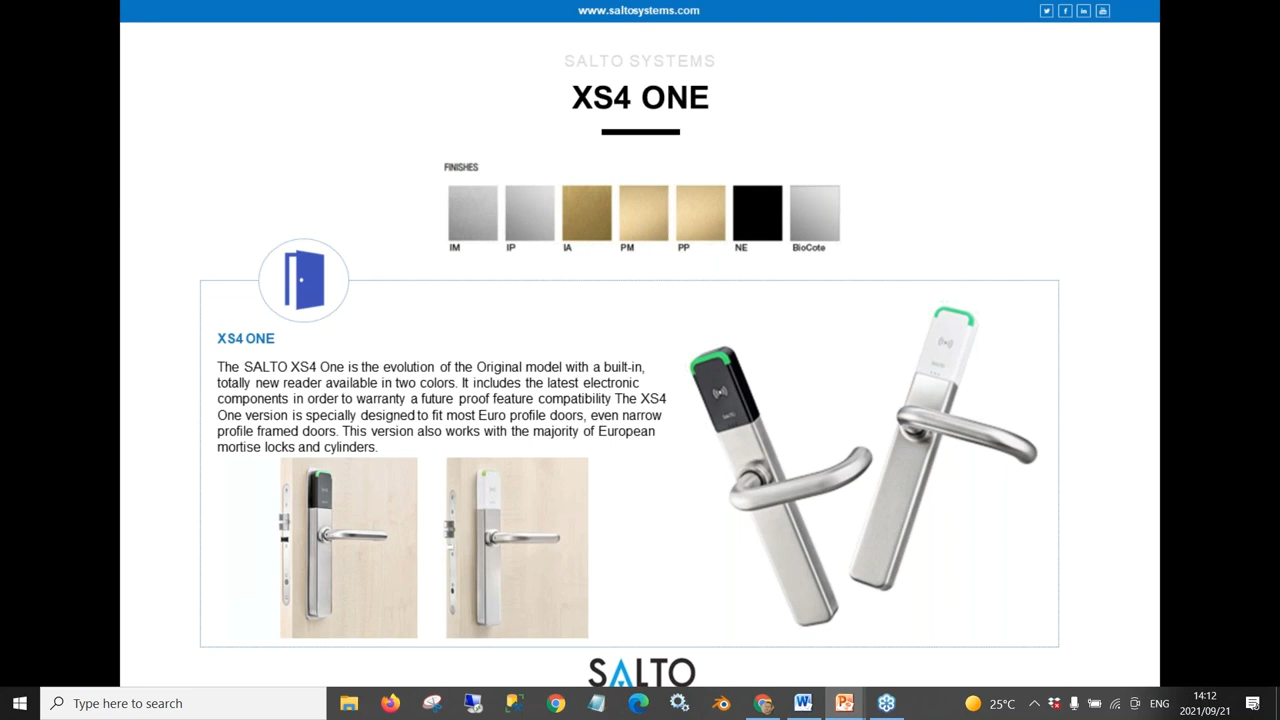 www.saltosystems.com
SALTO SYSTEMS
XS4 ONE
FINISHES
IM IP IA PM PP NE BioCote
XS4 ONE
The SALTO XS4 One is the evolution of the Original model with a built-in,
totally new reader available in two colors. It includes the latest electronic
components in order to warranty a future proof feature compatibility The XS4
One version is specially designed to fit most Euro profile doors, even narrow
profile framed doors. This version also works with the majority of European
mortise locks and cylinders.
SALTO
SALTO
SALTO
Type here to search
25°C
ENG
14:12
2021/09/21